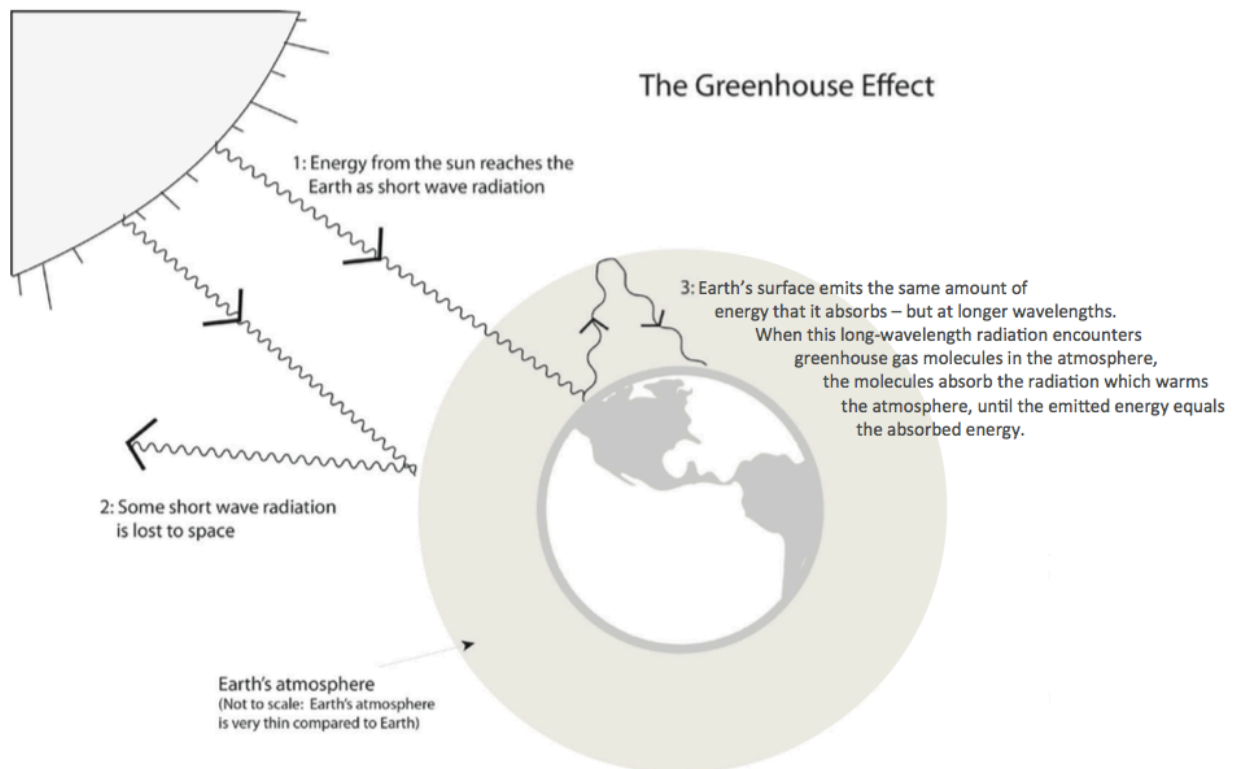 The Greenhouse Effect
1: Energy from the sun reaches the
Earth as short wave radiation
3: Earth's surface emits the same amount of
energy that it absorbs – but at longer wavelengths.
When this long-wavelength radiation encounters
greenhouse gas molecules in the atmosphere,
the molecules absorb the radiation which warms
the atmosphere, until the emitted energy equals
the absorbed energy.
2: Some short wave radiation
is lost to space
Earth's atmosphere
(Not to scale: Earth's atmosphere
is very thin compared to Earth)